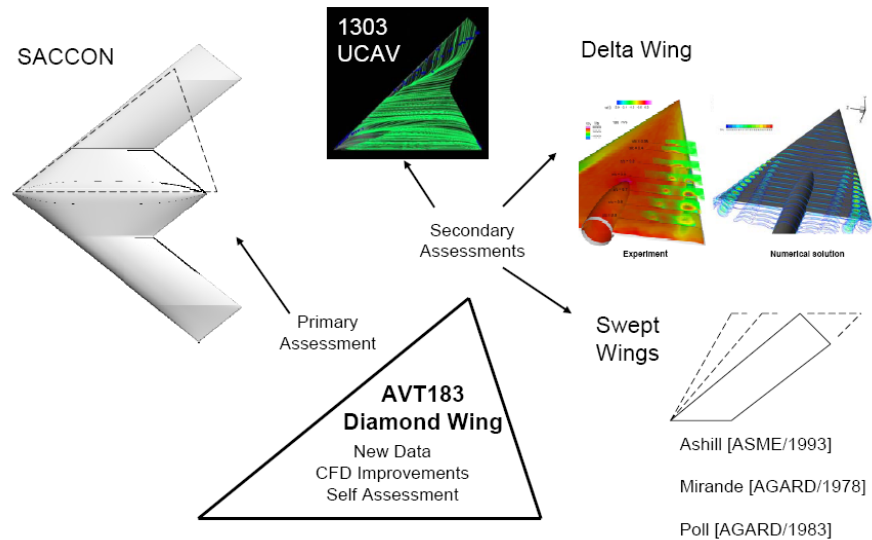 SACCON
1303
UCAV
Delta Wing
Experiment
Numerical solution
Secondary
Assessments
Primary
Assessment
Swept
Wings
AVT183
Diamond Wing
New Data
CFD Improvements
Self Assessment
Ashill [ASME/1993]
Mirande [AGARD/1978]
Poll [AGARD/1983]